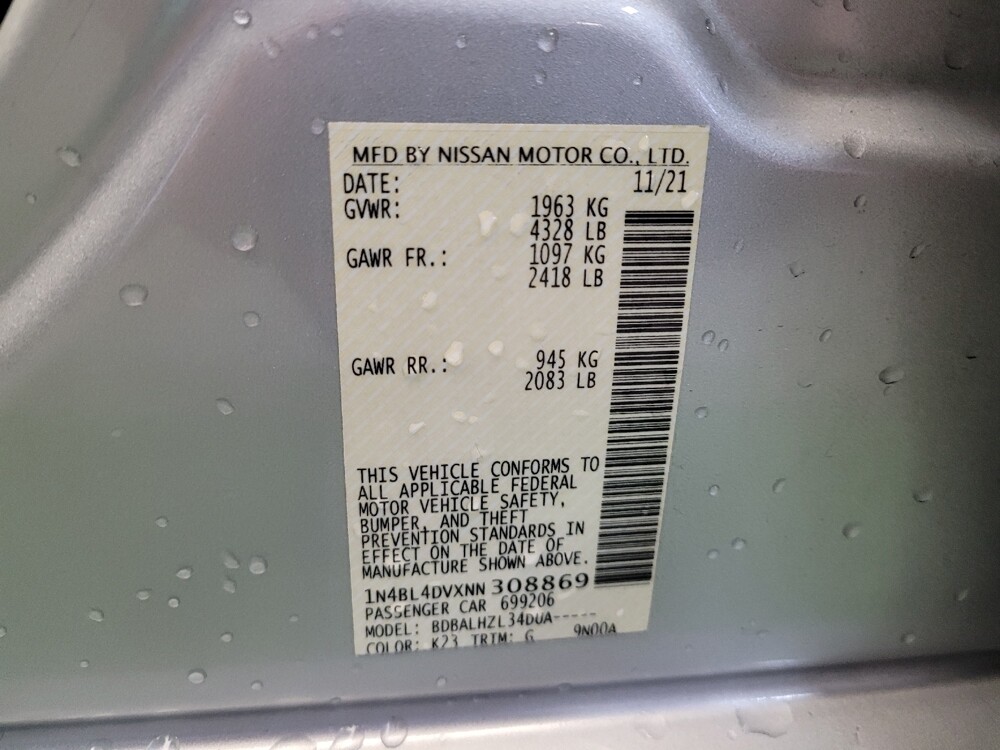 MFD BY NISSAN MOTOR CO., LTD.
DATE: 11/21
GVWR: 1963 KG
4328 LB
GAWR FR.: 1097 KG
2418 LB
GAWR RR.: 945 KG
2083 LB
THIS VEHICLE CONFORMS TO
ALL APPLICABLE FEDERAL
MOTOR VEHICLE SAFETY,
BUMPER, AND THEFT
PREVENTION STANDARDS IN
EFFECT ON THE DATE OF
MANUFACTURE SHOWN ABOVE.
1N4BL4DVXNN308869
PASSENGER CAR 699206
MODEL: BDBALHZL34DUA-----
COLOR: K23 TRIM: G 9N00A